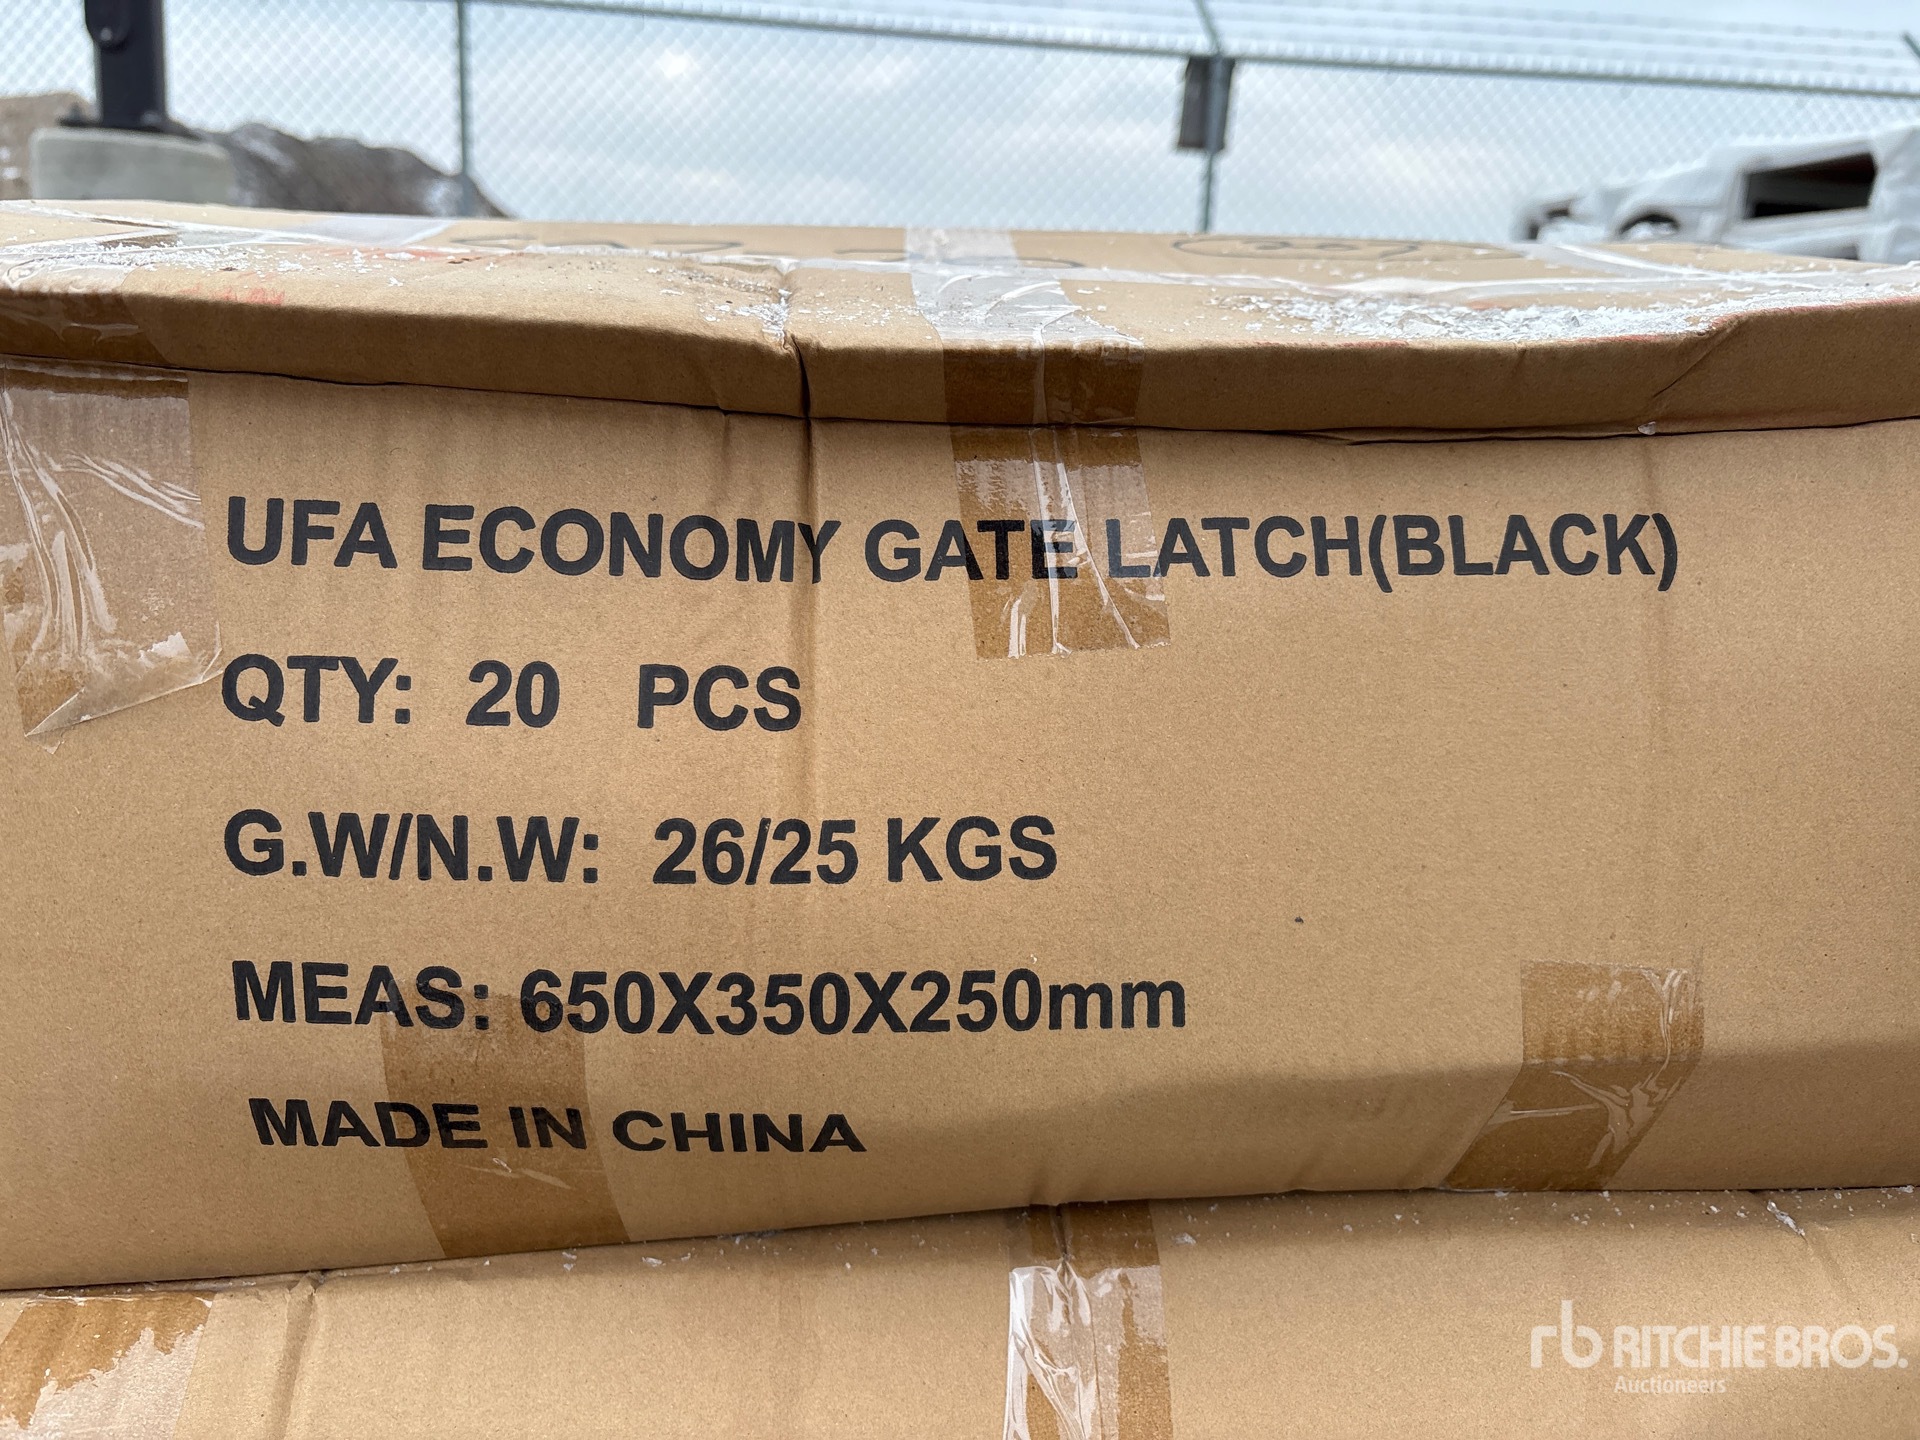 UFA ECONOMY GATE LATCH(BLACK)
QTY: 20 PCS
G.W/N.W: 26/25 KGS
MEAS: 650X350X250mm
MADE IN CHINA
rb RITCHIE BROS.
Auctioneers